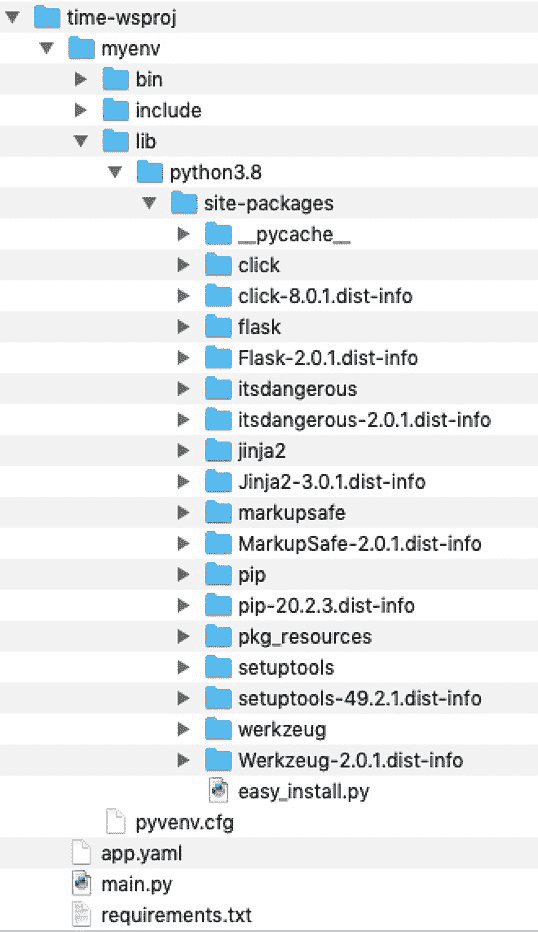 time-wsproj
myenv
bin
include
lib
python3.8
site-packages
__pycache__
click
click-8.0.1.dist-info
flask
Flask-2.0.1.dist-info
itsdangerous
itsdangerous-2.0.1.dist-info
jinja2
Jinja2-3.0.1.dist-info
markupsafe
MarkupSafe-2.0.1.dist-info
pip
pip-20.2.3.dist-info
pkg_resources
setuptools
setuptools-49.2.1.dist-info
werkzeug
Werkzeug-2.0.1.dist-info
easy_install.py
pyvenv.cfg
app.yaml
main.py
requirements.txt